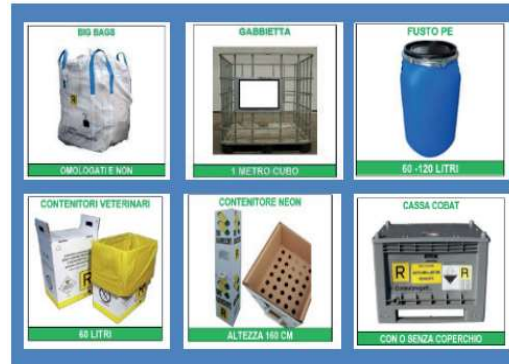 BIG BAGS
GABBIETTA
FUSTO PE
R
OMOLOGATI E NON
1 METRO CUBO
60 -120 LITRI
CONTENITORI VETERINARI
CONTENITORE NEON
CASSA COBAT
R
R
R
60 LITRI
ALTEZZA 160 CM
CON O SENZA COPERCHIO